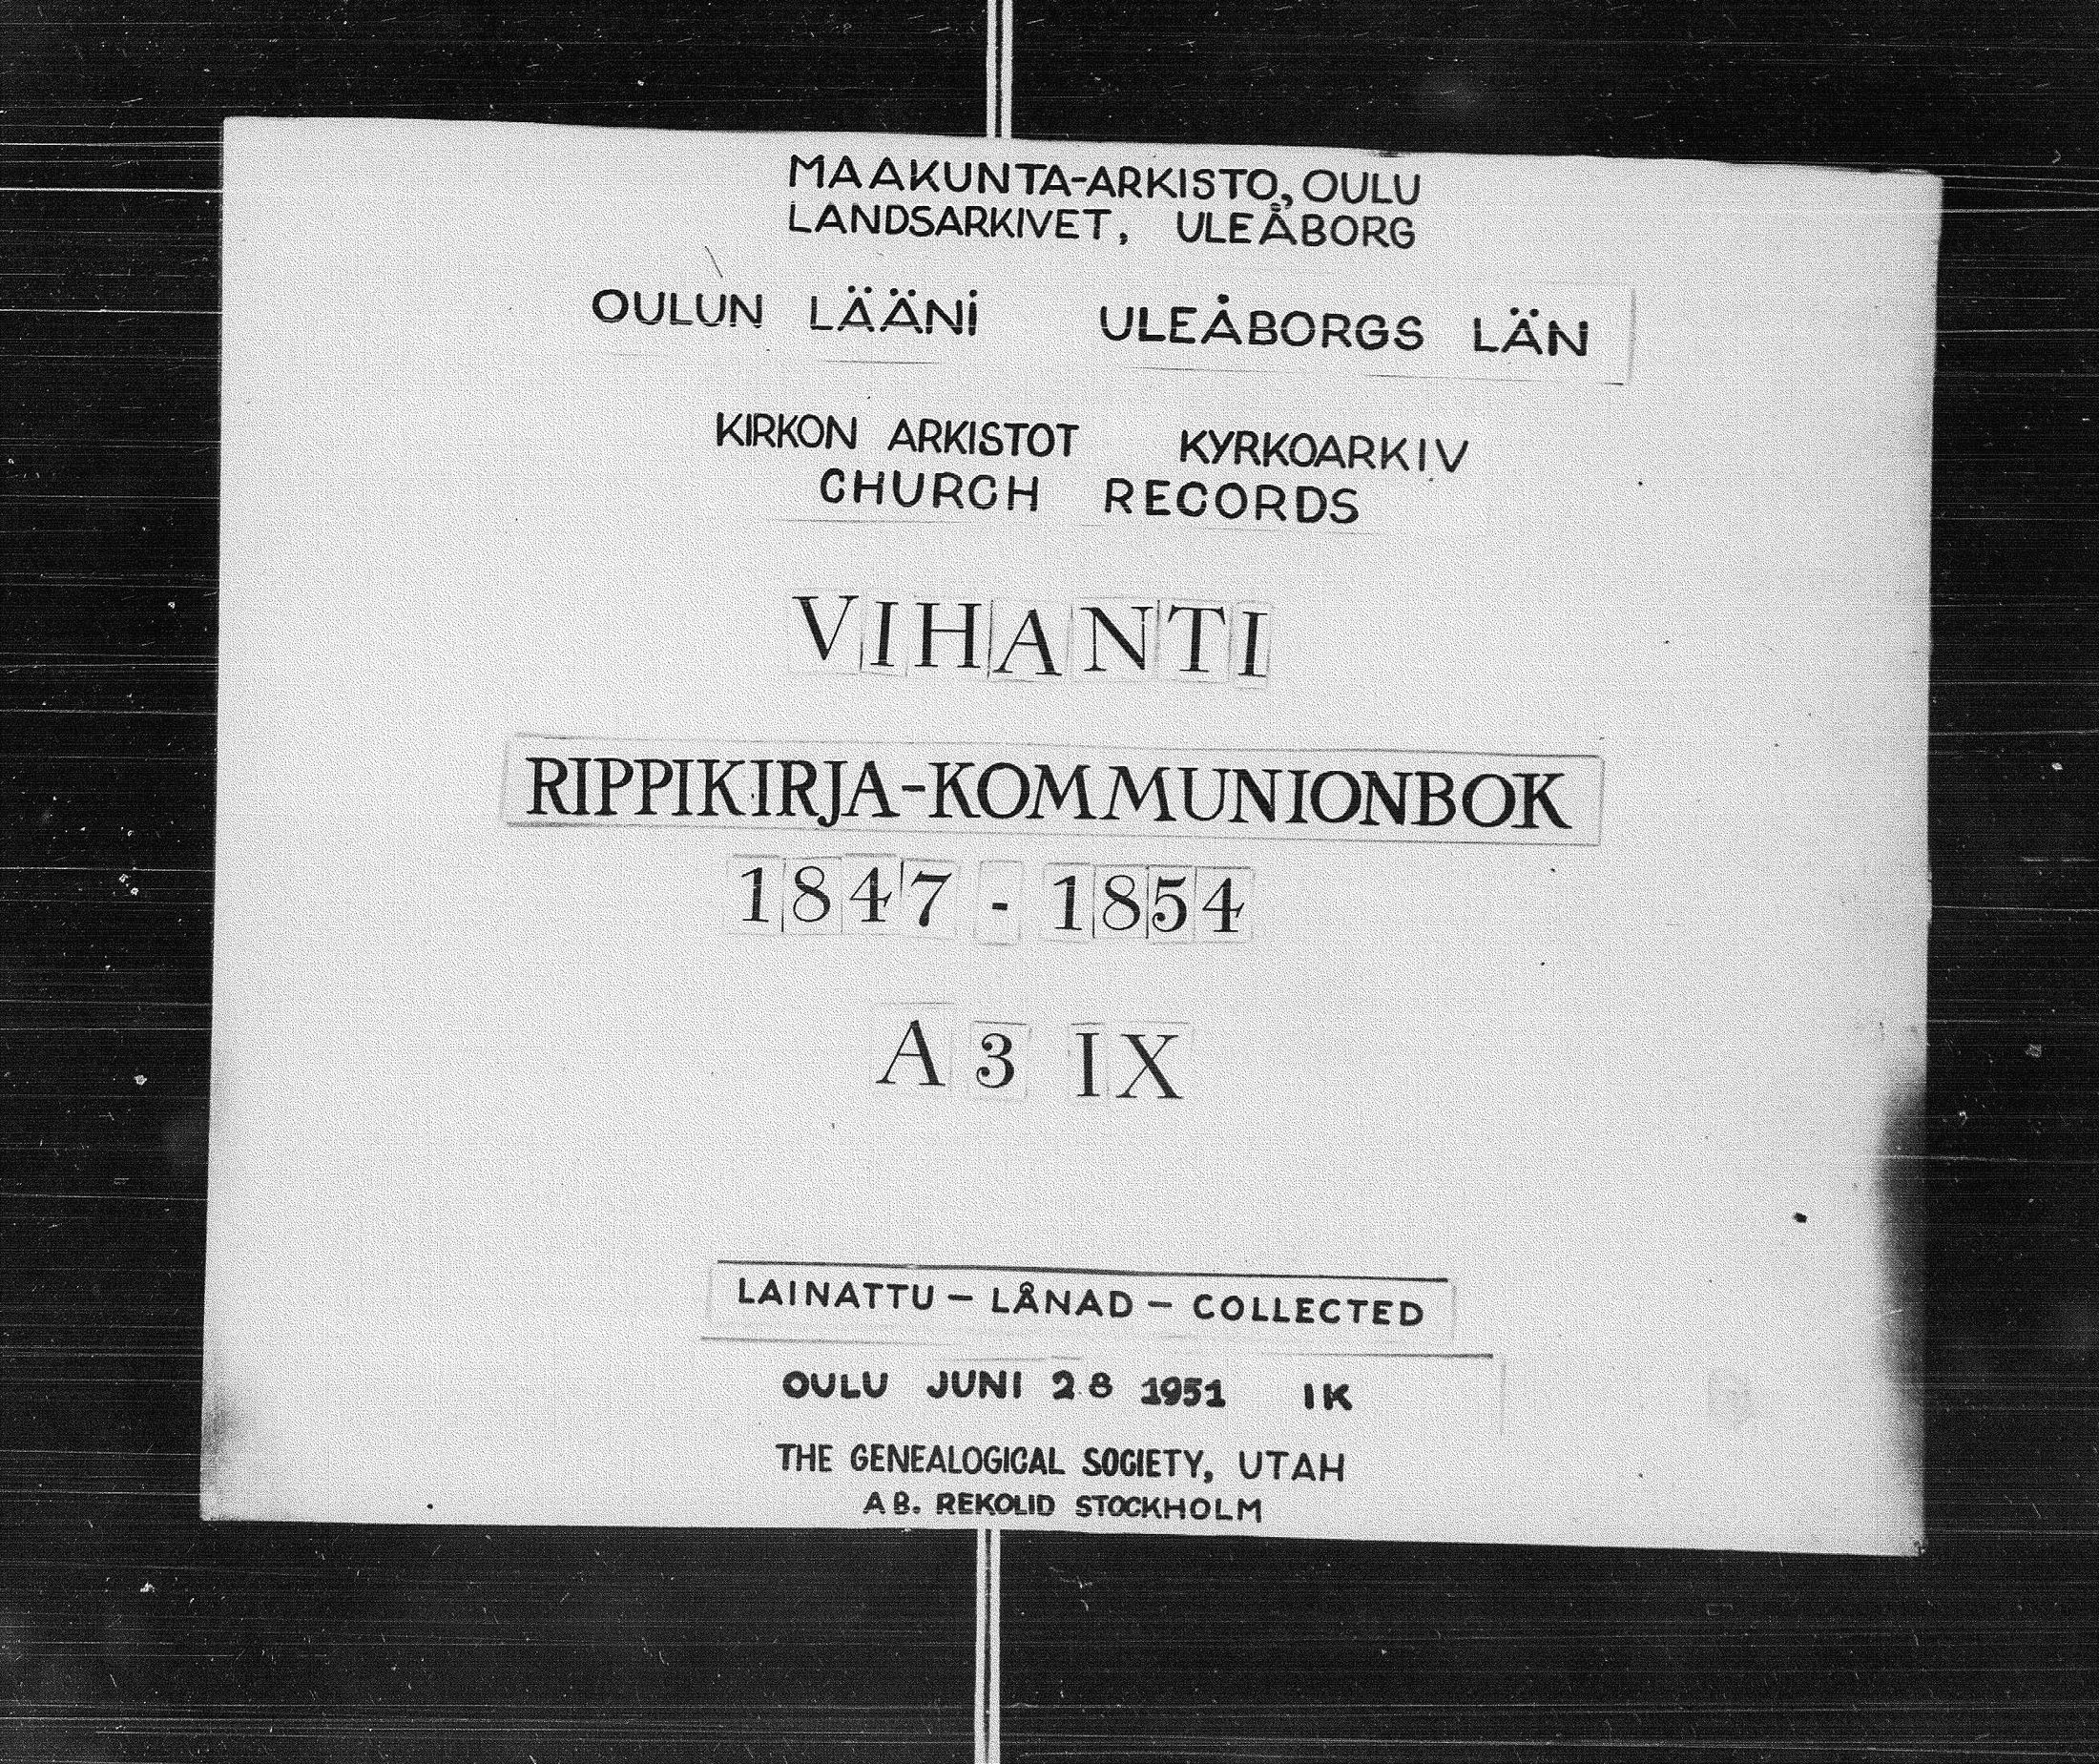 MAAKUNTA-ARKISTO, OULU
LANDSARKIVET, ULEÅBORG
OULUN LÄÄNI ULEÅBORGS LÄN
KIRKON ARKISTOT KYRKOARKIV
CHURCH RECORDS
VIHANTI
RIPPIKIRJA-KOMMUNIONBOK
1847 - 1854
A 3 IX
LAINATTU - LÅNAD - COLLECTED
OULU JUNI 28 1951 IK
THE GENEALOGICAL SOCIETY, UTAH
AB. REKOLID STOCKHOLM